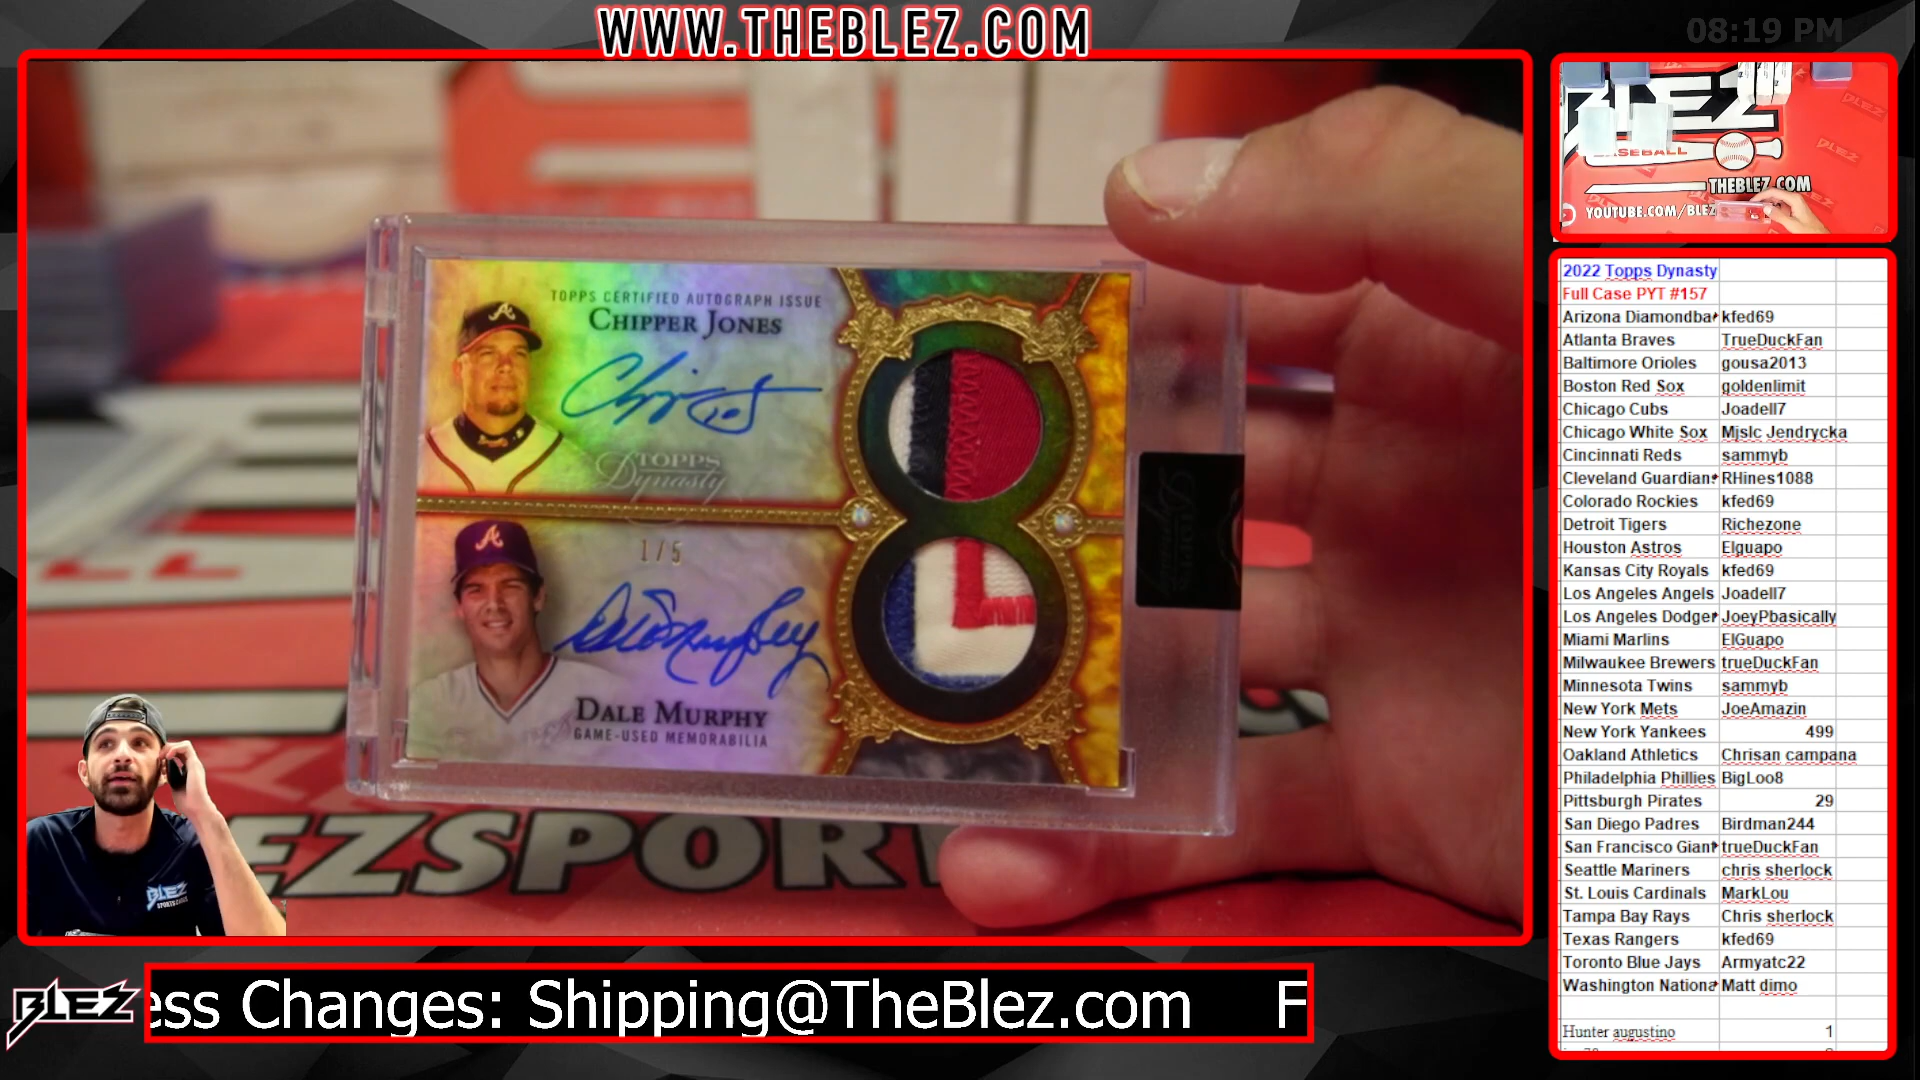 WWW.THEBLEZ.COM
08:19 PM
TOPPS CERTIFIED AUTOGRAPH ISSUE
CHIPPER JONES
TOPPS
Dynasty
1/5
Dale Murphy
DALE MURPHY
GAME-USED MEMORABILIA
EZSPOR
BLEZ
BLEZ
BASEBALL
THEBLEZ.COM
YOUTUBE.COM/BLEZ
2022 Topps Dynasty
Full Case PYT #157
Arizona Diamondba kfed69
Atlanta Braves TrueDuckFan
Baltimore Orioles gousa2013
Boston Red Sox goldenlimit
Chicago Cubs Joadell7
Chicago White Sox Mjslc Jendrycka
Cincinnati Reds sammyb
Cleveland Guardian RHines1088
Colorado Rockies kfed69
Detroit Tigers Richezone
Houston Astros Elguapo
Kansas City Royals kfed69
Los Angeles Angels Joadell7
Los Angeles Dodger JoeyPbasically
Miami Marlins ElGuapo
Milwaukee Brewers trueDuckFan
Minnesota Twins sammyb
New York Mets JoeAmazin
New York Yankees 499
Oakland Athletics Chrisan campana
Philadelphia Phillies BigLoo8
Pittsburgh Pirates 29
San Diego Padres Birdman244
San Francisco Giant trueDuckFan
Seattle Mariners chris sherlock
St. Louis Cardinals MarkLou
Tampa Bay Rays Chris sherlock
Texas Rangers kfed69
Toronto Blue Jays Armyatc22
Washington Nationa Matt dimo
Hunter augustino 1
BLEZ
ess Changes: Shipping@TheBlez.com F